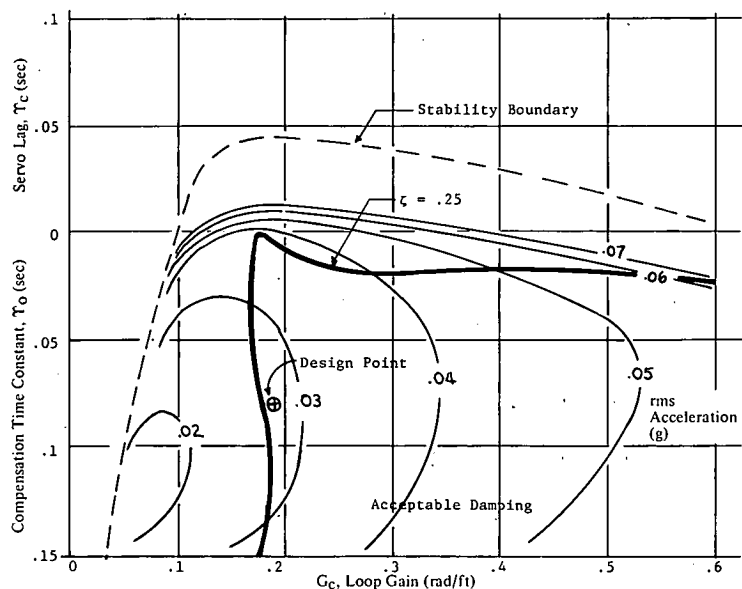 .1
Servo Lag, ϒc (sec)
Stability Boundary
.05
ζ = .25
0
.07
.06
Compensation Time Constant, ϒo (sec)
.05
Design Point
.04
.05
.03
rms
Acceleration
(g)
.02
.1
Acceptable Damping
.15
0 .1 .2 .3 .4 .5 .6
Gc, Loop Gain (rad/ft)